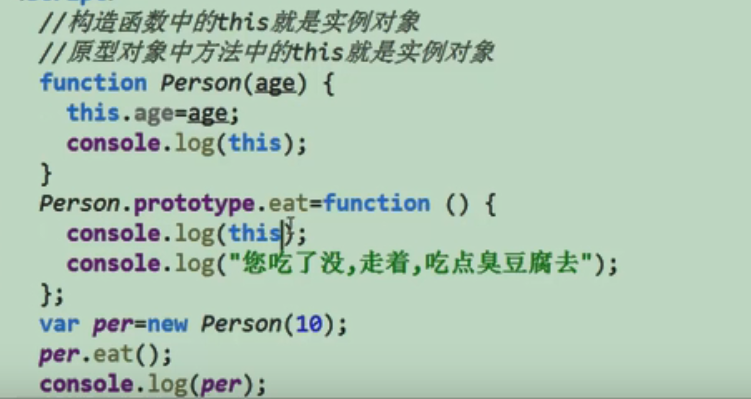 //构造函数中的this就是实例对象
//原型对象中方法中的this就是实例对象
function Person(age) {
this.age=age;
console.log(this);
}
Person.prototype.eat=function () {
console.log(this);
console.log("您吃了没,走着,吃点臭豆腐去");
};
var per=new Person(10);
per.eat();
console.log(per);